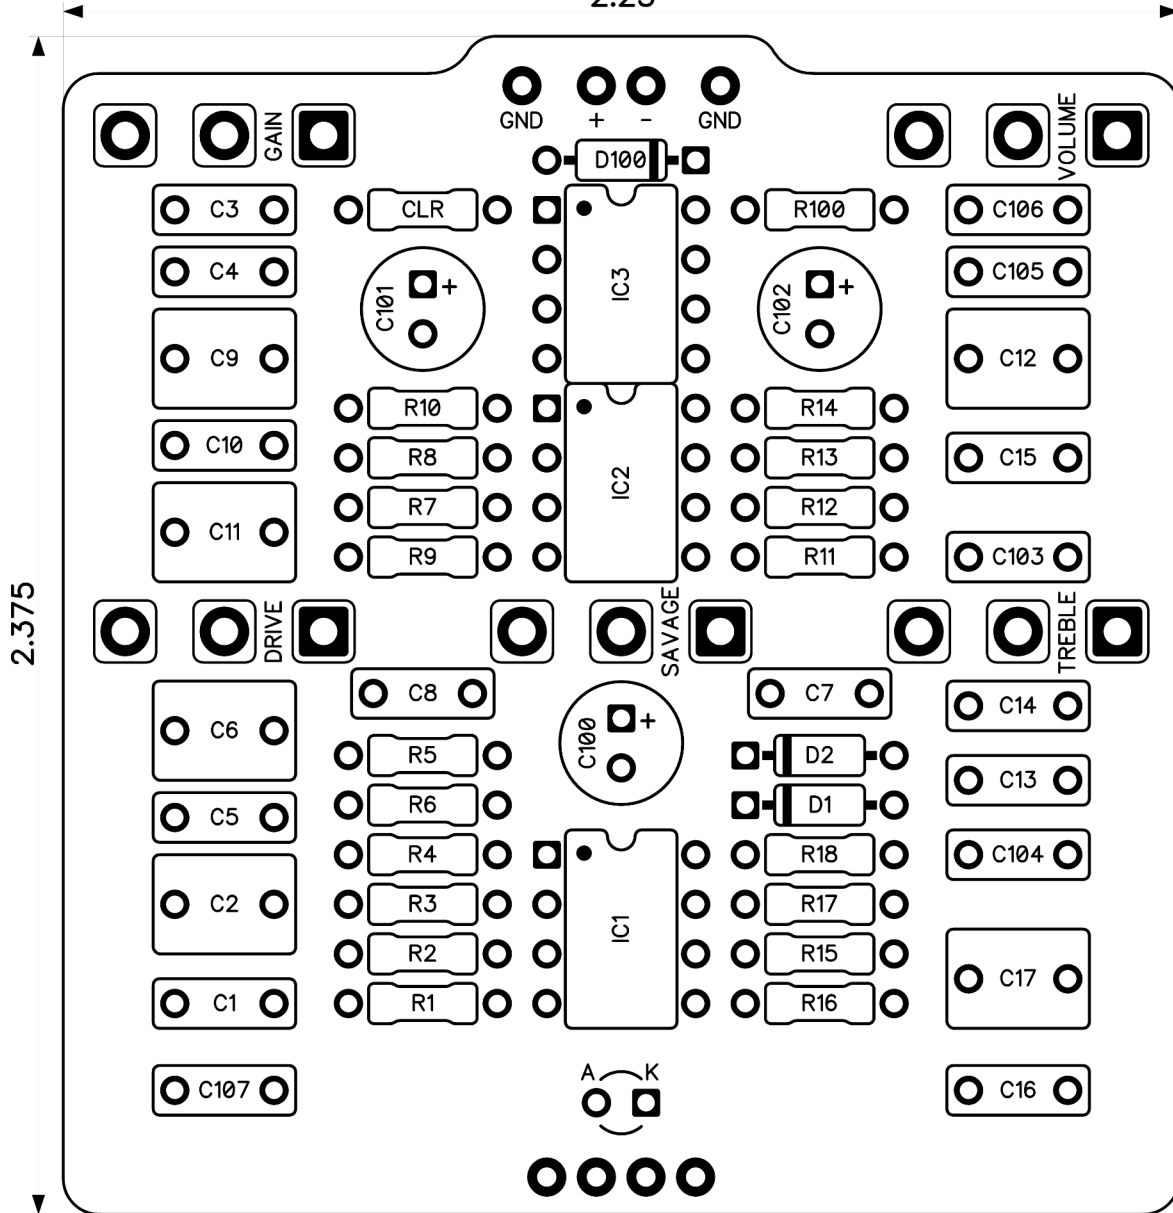 GND + - GND
GAIN
VOLUME
D100
C3 CLR R100 C106
C4 C105
C101 + IC3 C102 +
C9 C12
R10 R14
C10 R8 R13 C15
IC2
C11 R7 R12
R9 R11 C103
2.375
DRIVE SAVAGE TREBLE
C8 C7 C14
C6 C100 +
R5 D2 C13
C5 R6 D1
R4 R18 C104
C2 R3 IC1 R17
R2 R15 C17
C1 R1 R16
A K
C107 C16